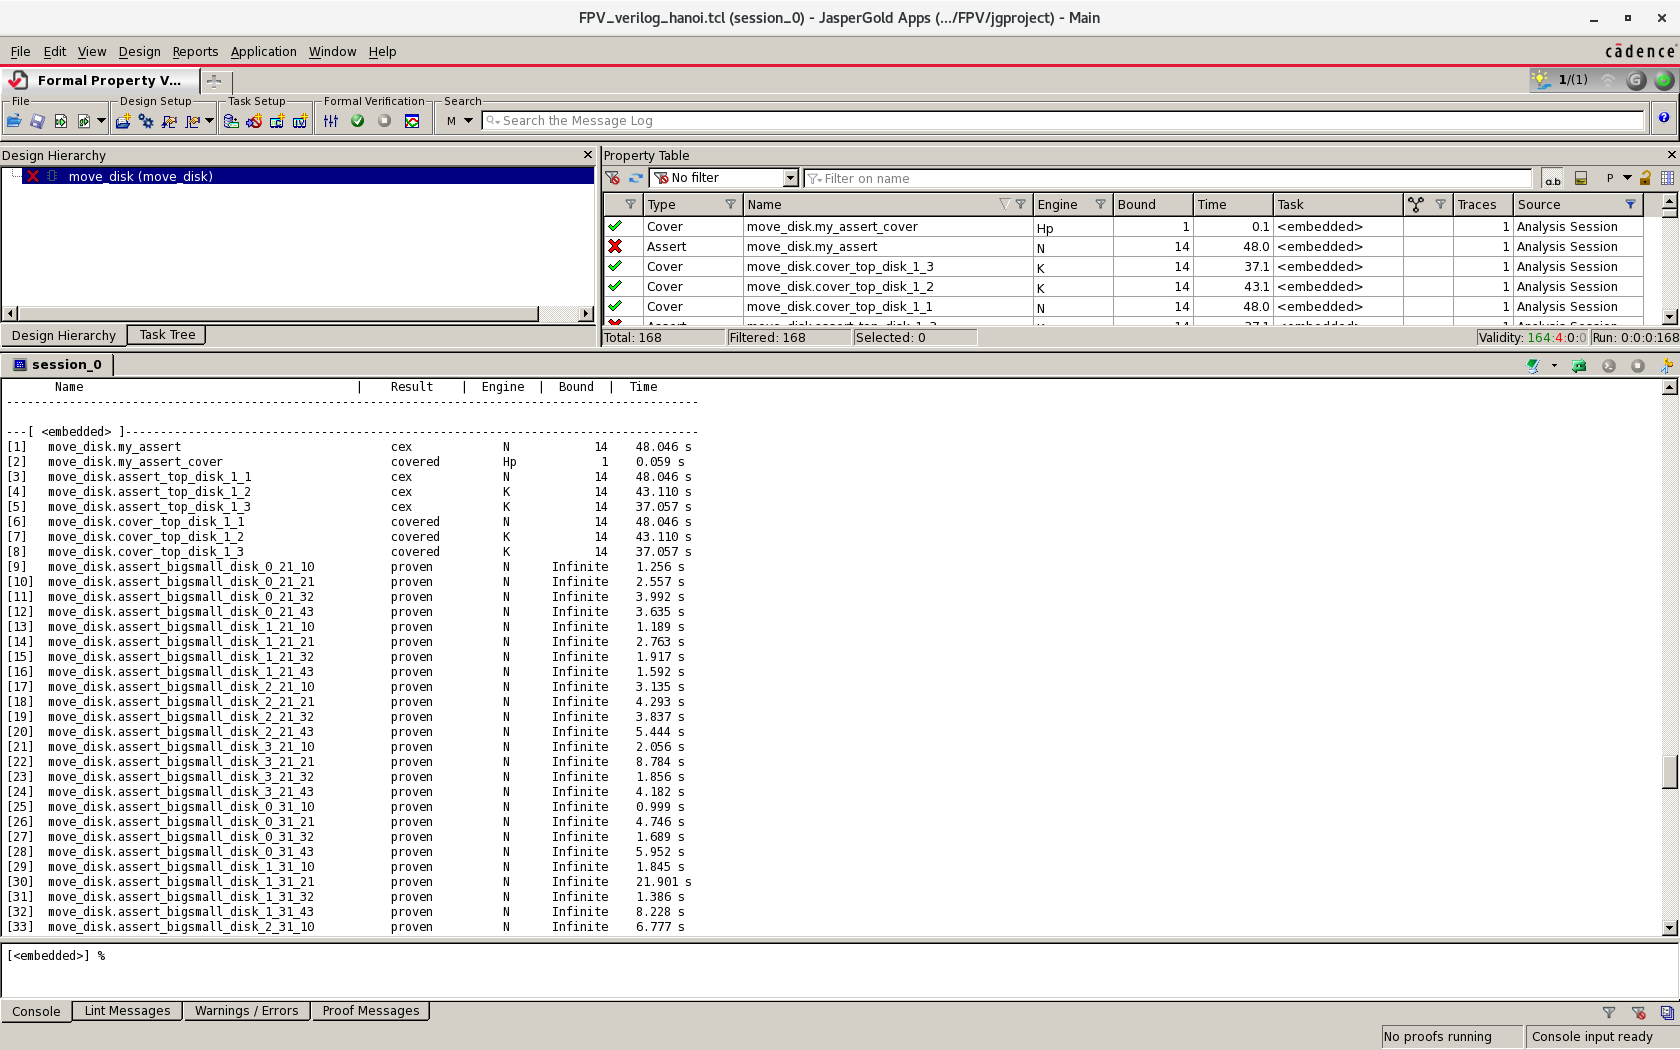 FPV_verilog_hanoi.tcl (session_0) - JasperGold Apps (.../FPV/jgproject) - Main
File Edit View Design Reports Application Window Help
cādence
Formal Property V...
1/(1)
File Design Setup Task Setup Formal Verification Search
M Search the Message Log
Design Hierarchy
move_disk (move_disk)
Design Hierarchy Task Tree
Property Table
No filter Filter on name a.b P
Type Name Engine Bound Time Task Traces Source
Cover move_disk.my_assert_cover Hp 1 0.1 <embedded> 1 Analysis Session
Assert move_disk.my_assert N 14 48.0 <embedded> 1 Analysis Session
Cover move_disk.cover_top_disk_1_3 K 14 37.1 <embedded> 1 Analysis Session
Cover move_disk.cover_top_disk_1_2 K 14 43.1 <embedded> 1 Analysis Session
Cover move_disk.cover_top_disk_1_1 N 14 48.0 <embedded> 1 Analysis Session
Total: 168 Filtered: 168 Selected: 0 Validity: 164:4:0:0 Run: 0:0:0:168
session_0
Name | Result | Engine | Bound | Time
---[ <embedded> ]---
[1] move_disk.my_assert cex N 14 48.046 s
[2] move_disk.my_assert_cover covered Hp 1 0.059 s
[3] move_disk.assert_top_disk_1_1 cex N 14 48.046 s
[4] move_disk.assert_top_disk_1_2 cex K 14 43.110 s
[5] move_disk.assert_top_disk_1_3 cex K 14 37.057 s
[6] move_disk.cover_top_disk_1_1 covered N 14 48.046 s
[7] move_disk.cover_top_disk_1_2 covered K 14 43.110 s
[8] move_disk.cover_top_disk_1_3 covered K 14 37.057 s
[9] move_disk.assert_bigsmall_disk_0_21_10 proven N Infinite 1.256 s
[10] move_disk.assert_bigsmall_disk_0_21_21 proven N Infinite 2.557 s
[11] move_disk.assert_bigsmall_disk_0_21_32 proven N Infinite 3.992 s
[12] move_disk.assert_bigsmall_disk_0_21_43 proven N Infinite 3.635 s
[13] move_disk.assert_bigsmall_disk_1_21_10 proven N Infinite 1.189 s
[14] move_disk.assert_bigsmall_disk_1_21_21 proven N Infinite 2.763 s
[15] move_disk.assert_bigsmall_disk_1_21_32 proven N Infinite 1.917 s
[16] move_disk.assert_bigsmall_disk_1_21_43 proven N Infinite 1.592 s
[17] move_disk.assert_bigsmall_disk_2_21_10 proven N Infinite 3.135 s
[18] move_disk.assert_bigsmall_disk_2_21_21 proven N Infinite 4.293 s
[19] move_disk.assert_bigsmall_disk_2_21_32 proven N Infinite 3.837 s
[20] move_disk.assert_bigsmall_disk_2_21_43 proven N Infinite 5.444 s
[21] move_disk.assert_bigsmall_disk_3_21_10 proven N Infinite 2.056 s
[22] move_disk.assert_bigsmall_disk_3_21_21 proven N Infinite 8.784 s
[23] move_disk.assert_bigsmall_disk_3_21_32 proven N Infinite 1.856 s
[24] move_disk.assert_bigsmall_disk_3_21_43 proven N Infinite 4.182 s
[25] move_disk.assert_bigsmall_disk_0_31_10 proven N Infinite 0.999 s
[26] move_disk.assert_bigsmall_disk_0_31_21 proven N Infinite 4.746 s
[27] move_disk.assert_bigsmall_disk_0_31_32 proven N Infinite 1.689 s
[28] move_disk.assert_bigsmall_disk_0_31_43 proven N Infinite 5.952 s
[29] move_disk.assert_bigsmall_disk_1_31_10 proven N Infinite 1.845 s
[30] move_disk.assert_bigsmall_disk_1_31_21 proven N Infinite 21.901 s
[31] move_disk.assert_bigsmall_disk_1_31_32 proven N Infinite 1.386 s
[32] move_disk.assert_bigsmall_disk_1_31_43 proven N Infinite 8.228 s
[33] move_disk.assert_bigsmall_disk_2_31_10 proven N Infinite 6.777 s
[<embedded>] %
Console Lint Messages Warnings / Errors Proof Messages
No proofs running Console input ready